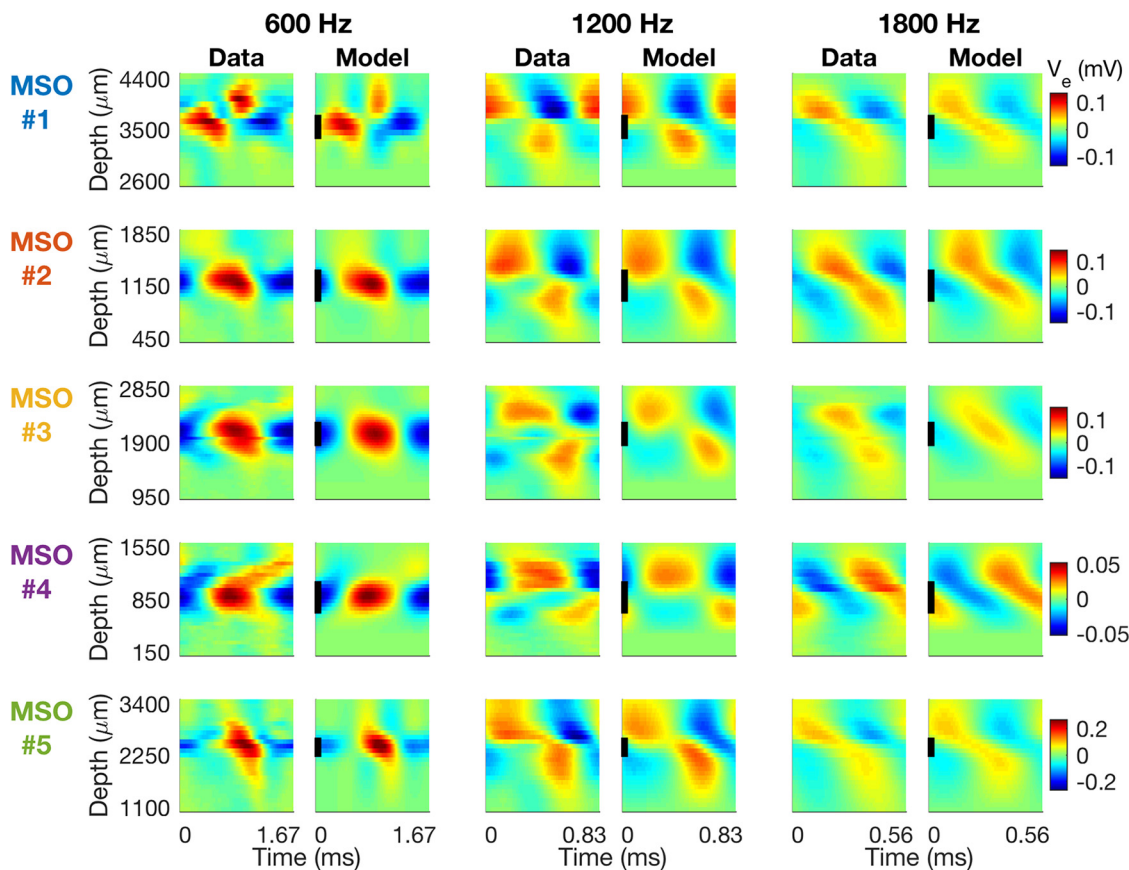 600 Hz 1200 Hz 1800 Hz
Data Model Data Model Data Model
V_e (mV)
MSO #1
Depth (μm)
4400
3500
2600
0.1
0
-0.1
MSO #2
Depth (μm)
1850
1150
450
0.1
0
-0.1
MSO #3
Depth (μm)
2850
1900
950
0.1
0
-0.1
MSO #4
Depth (μm)
1550
850
150
0.05
0
-0.05
MSO #5
Depth (μm)
3400
2250
1100
0.2
0
-0.2
0 1.67 0 1.67 0 0.83 0 0.83 0 0.56 0 0.56
Time (ms) Time (ms) Time (ms)